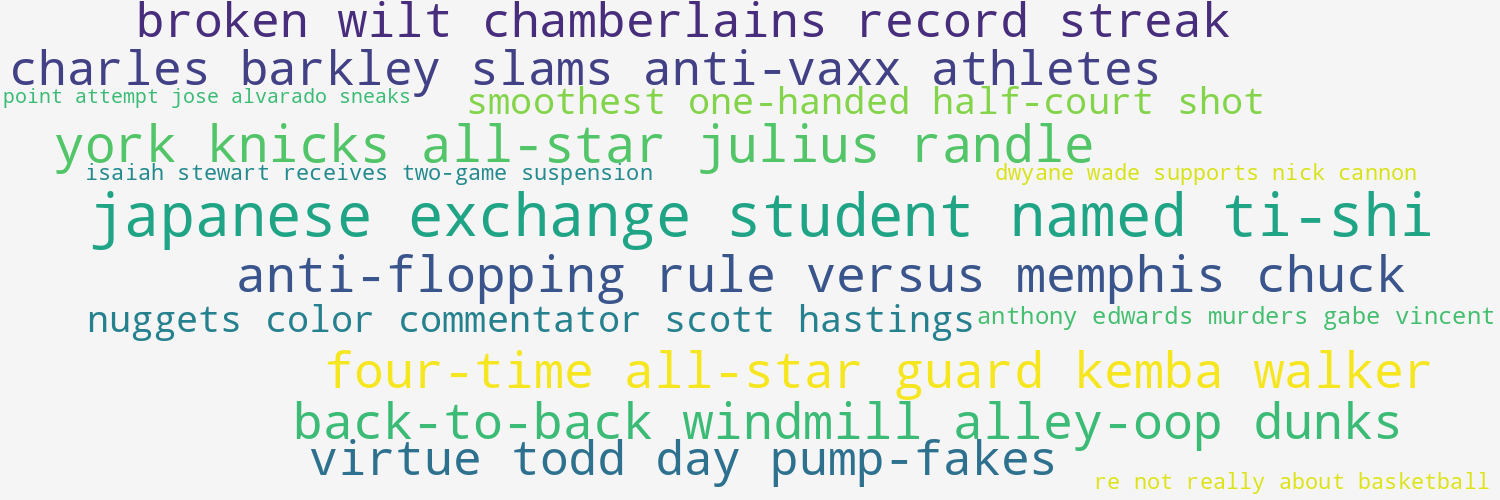 broken wilt chamberlains record streak
charles barkley slams anti-vaxx athletes
point attempt jose alvarado sneaks
smoothest one-handed half-court shot
york knicks all-star julius randle
isaiah stewart receives two-game suspension
dwyane wade supports nick cannon
japanese exchange student named ti-shi
anti-flopping rule versus memphis chuck
nuggets color commentator scott hastings
anthony edwards murders gabe vincent
four-time all-star guard kemba walker
back-to-back windmill alley-oop dunks
virtue todd day pump-fakes
re not really about basketball